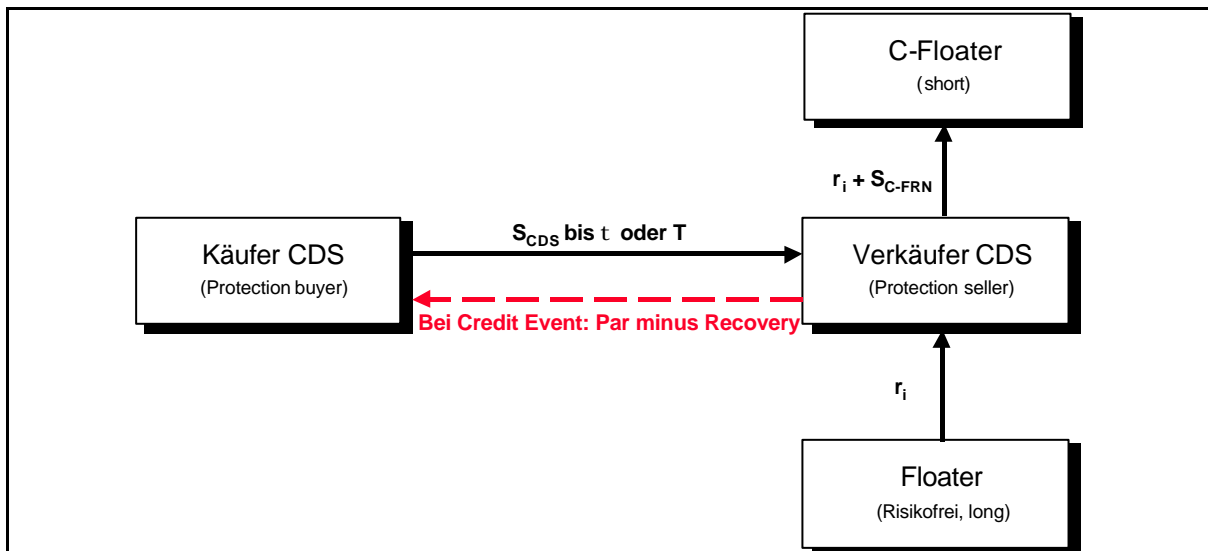 C-Floater
(short)
r_i + S_C-FRN
S_CDS bis t oder T
Käufer CDS
(Protection buyer)
Verkäufer CDS
(Protection seller)
Bei Credit Event: Par minus Recovery
r_i
Floater
(Risikofrei, long)